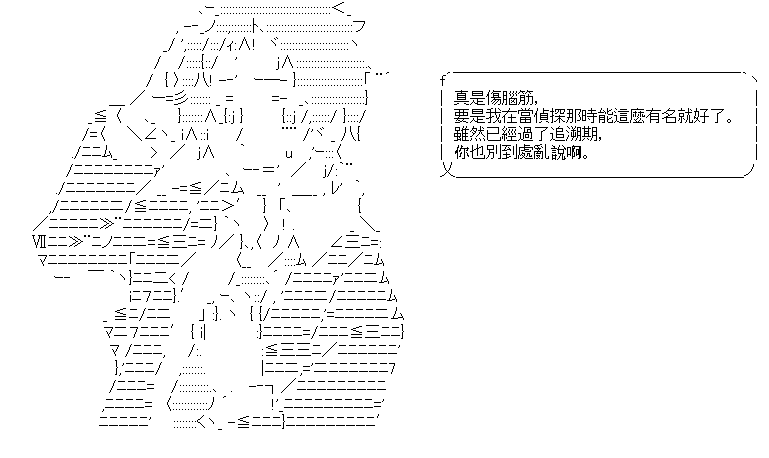 真是傷腦筋，
要是我在當偵探那時能這麼有名就好了。
雖然已經過了追溯期，
你也別到處亂說啊。